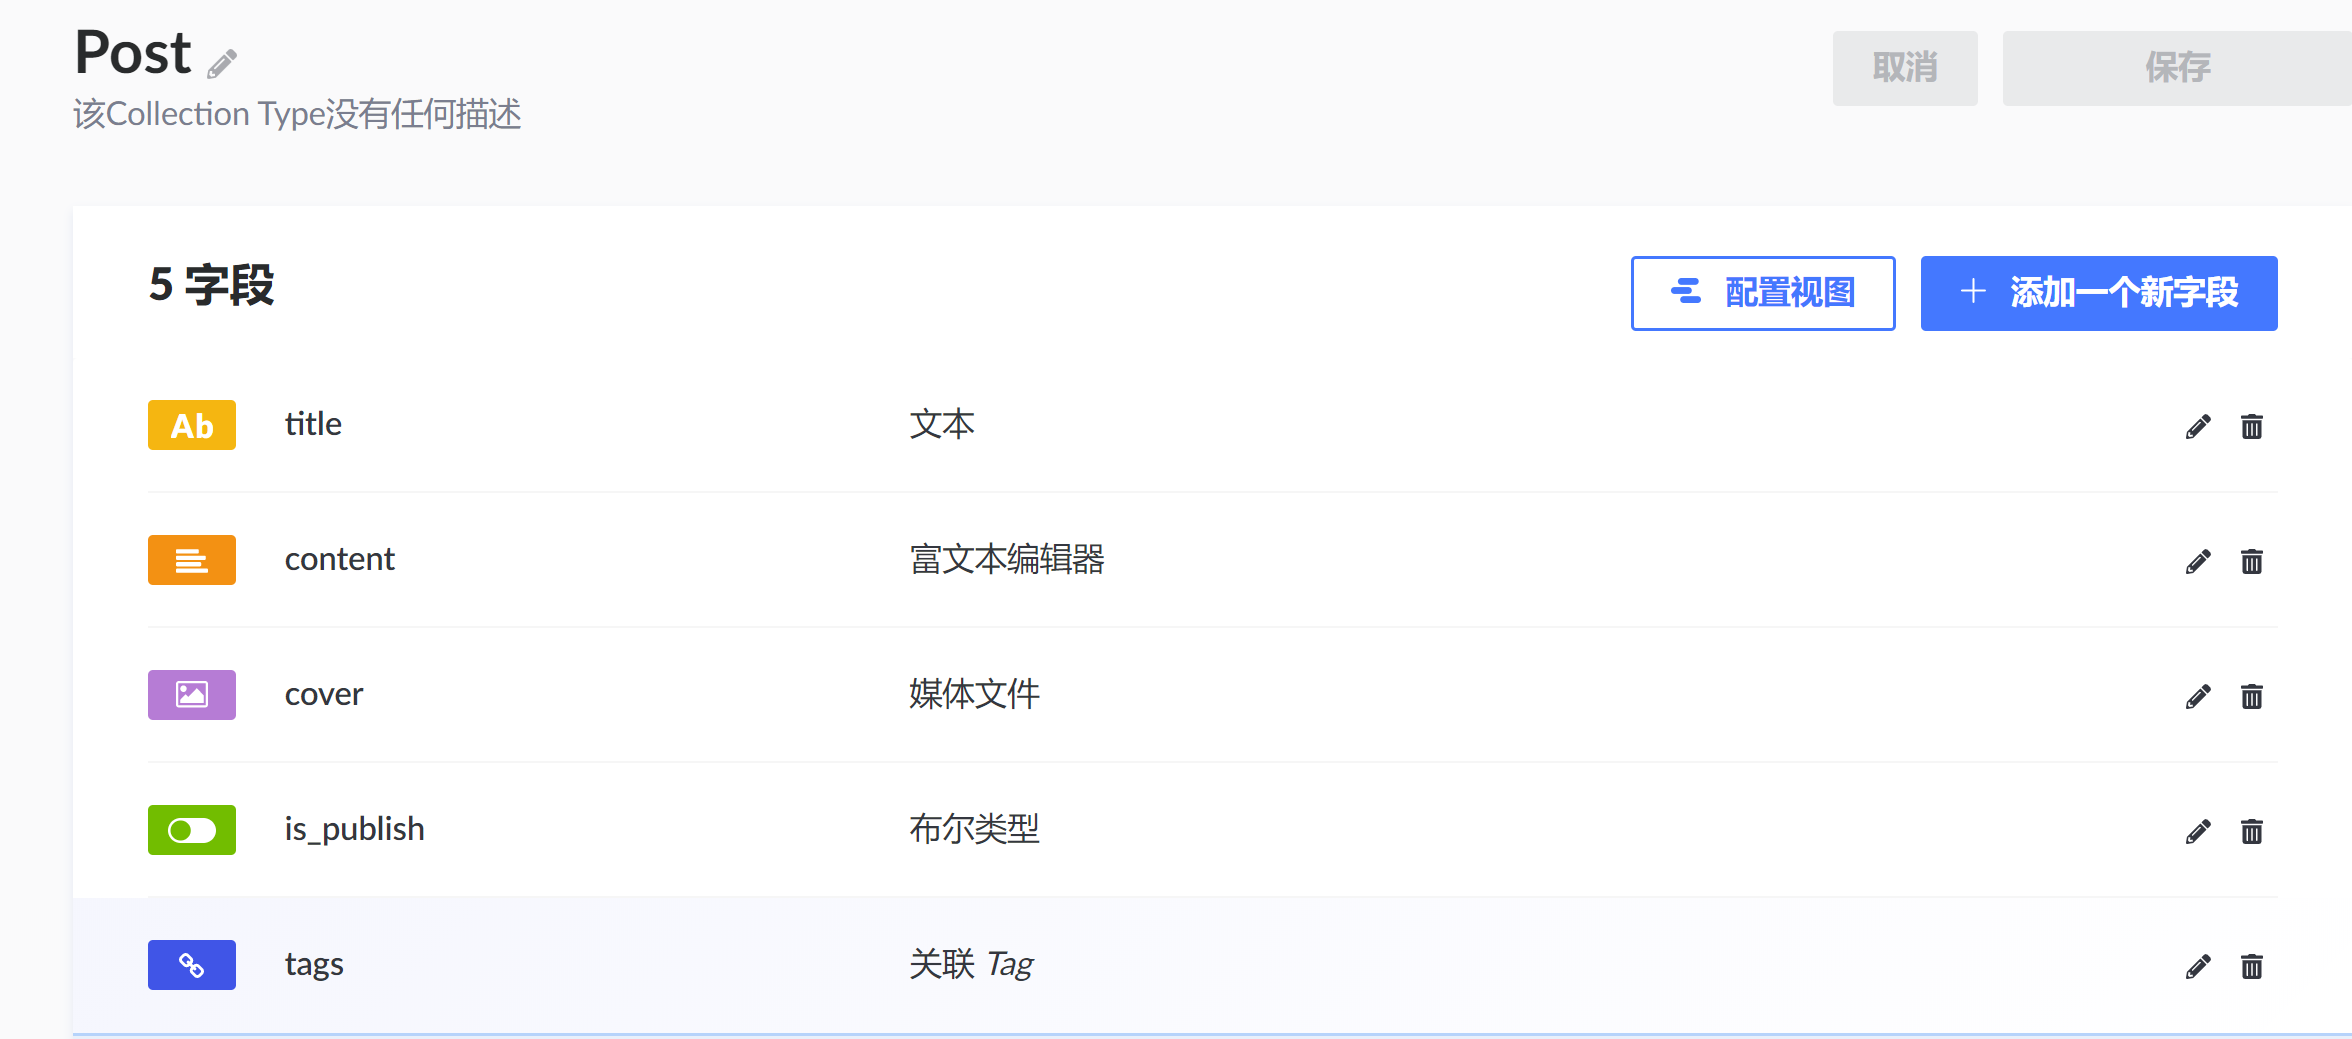 Post
该Collection Type没有任何描述
取消
保存
5 字段
配置视图
添加一个新字段
Ab title 文本
content 富文本编辑器
cover 媒体文件
is_publish 布尔类型
tags 关联 Tag